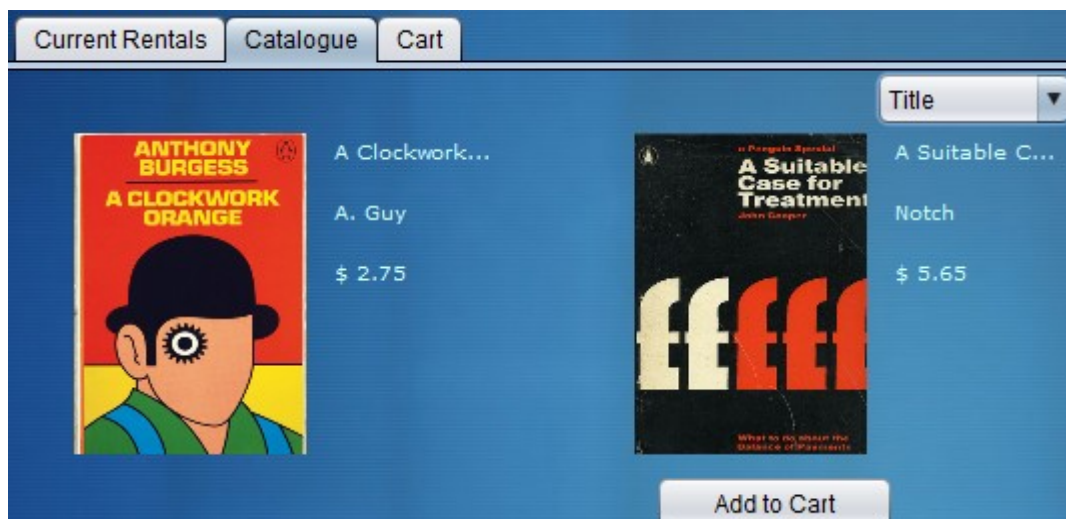 Current Rentals Catalogue Cart
Title
ANTHONY
BURGESS
A CLOCKWORK
ORANGE
A Clockwork...
A. Guy
$ 2.75
a Penguin Special
A Suitable
Case for
Treatment
John Cooper
£ £ £ £ £
What to do about the
Balance of Payments
A Suitable C...
Notch
$ 5.65
Add to Cart